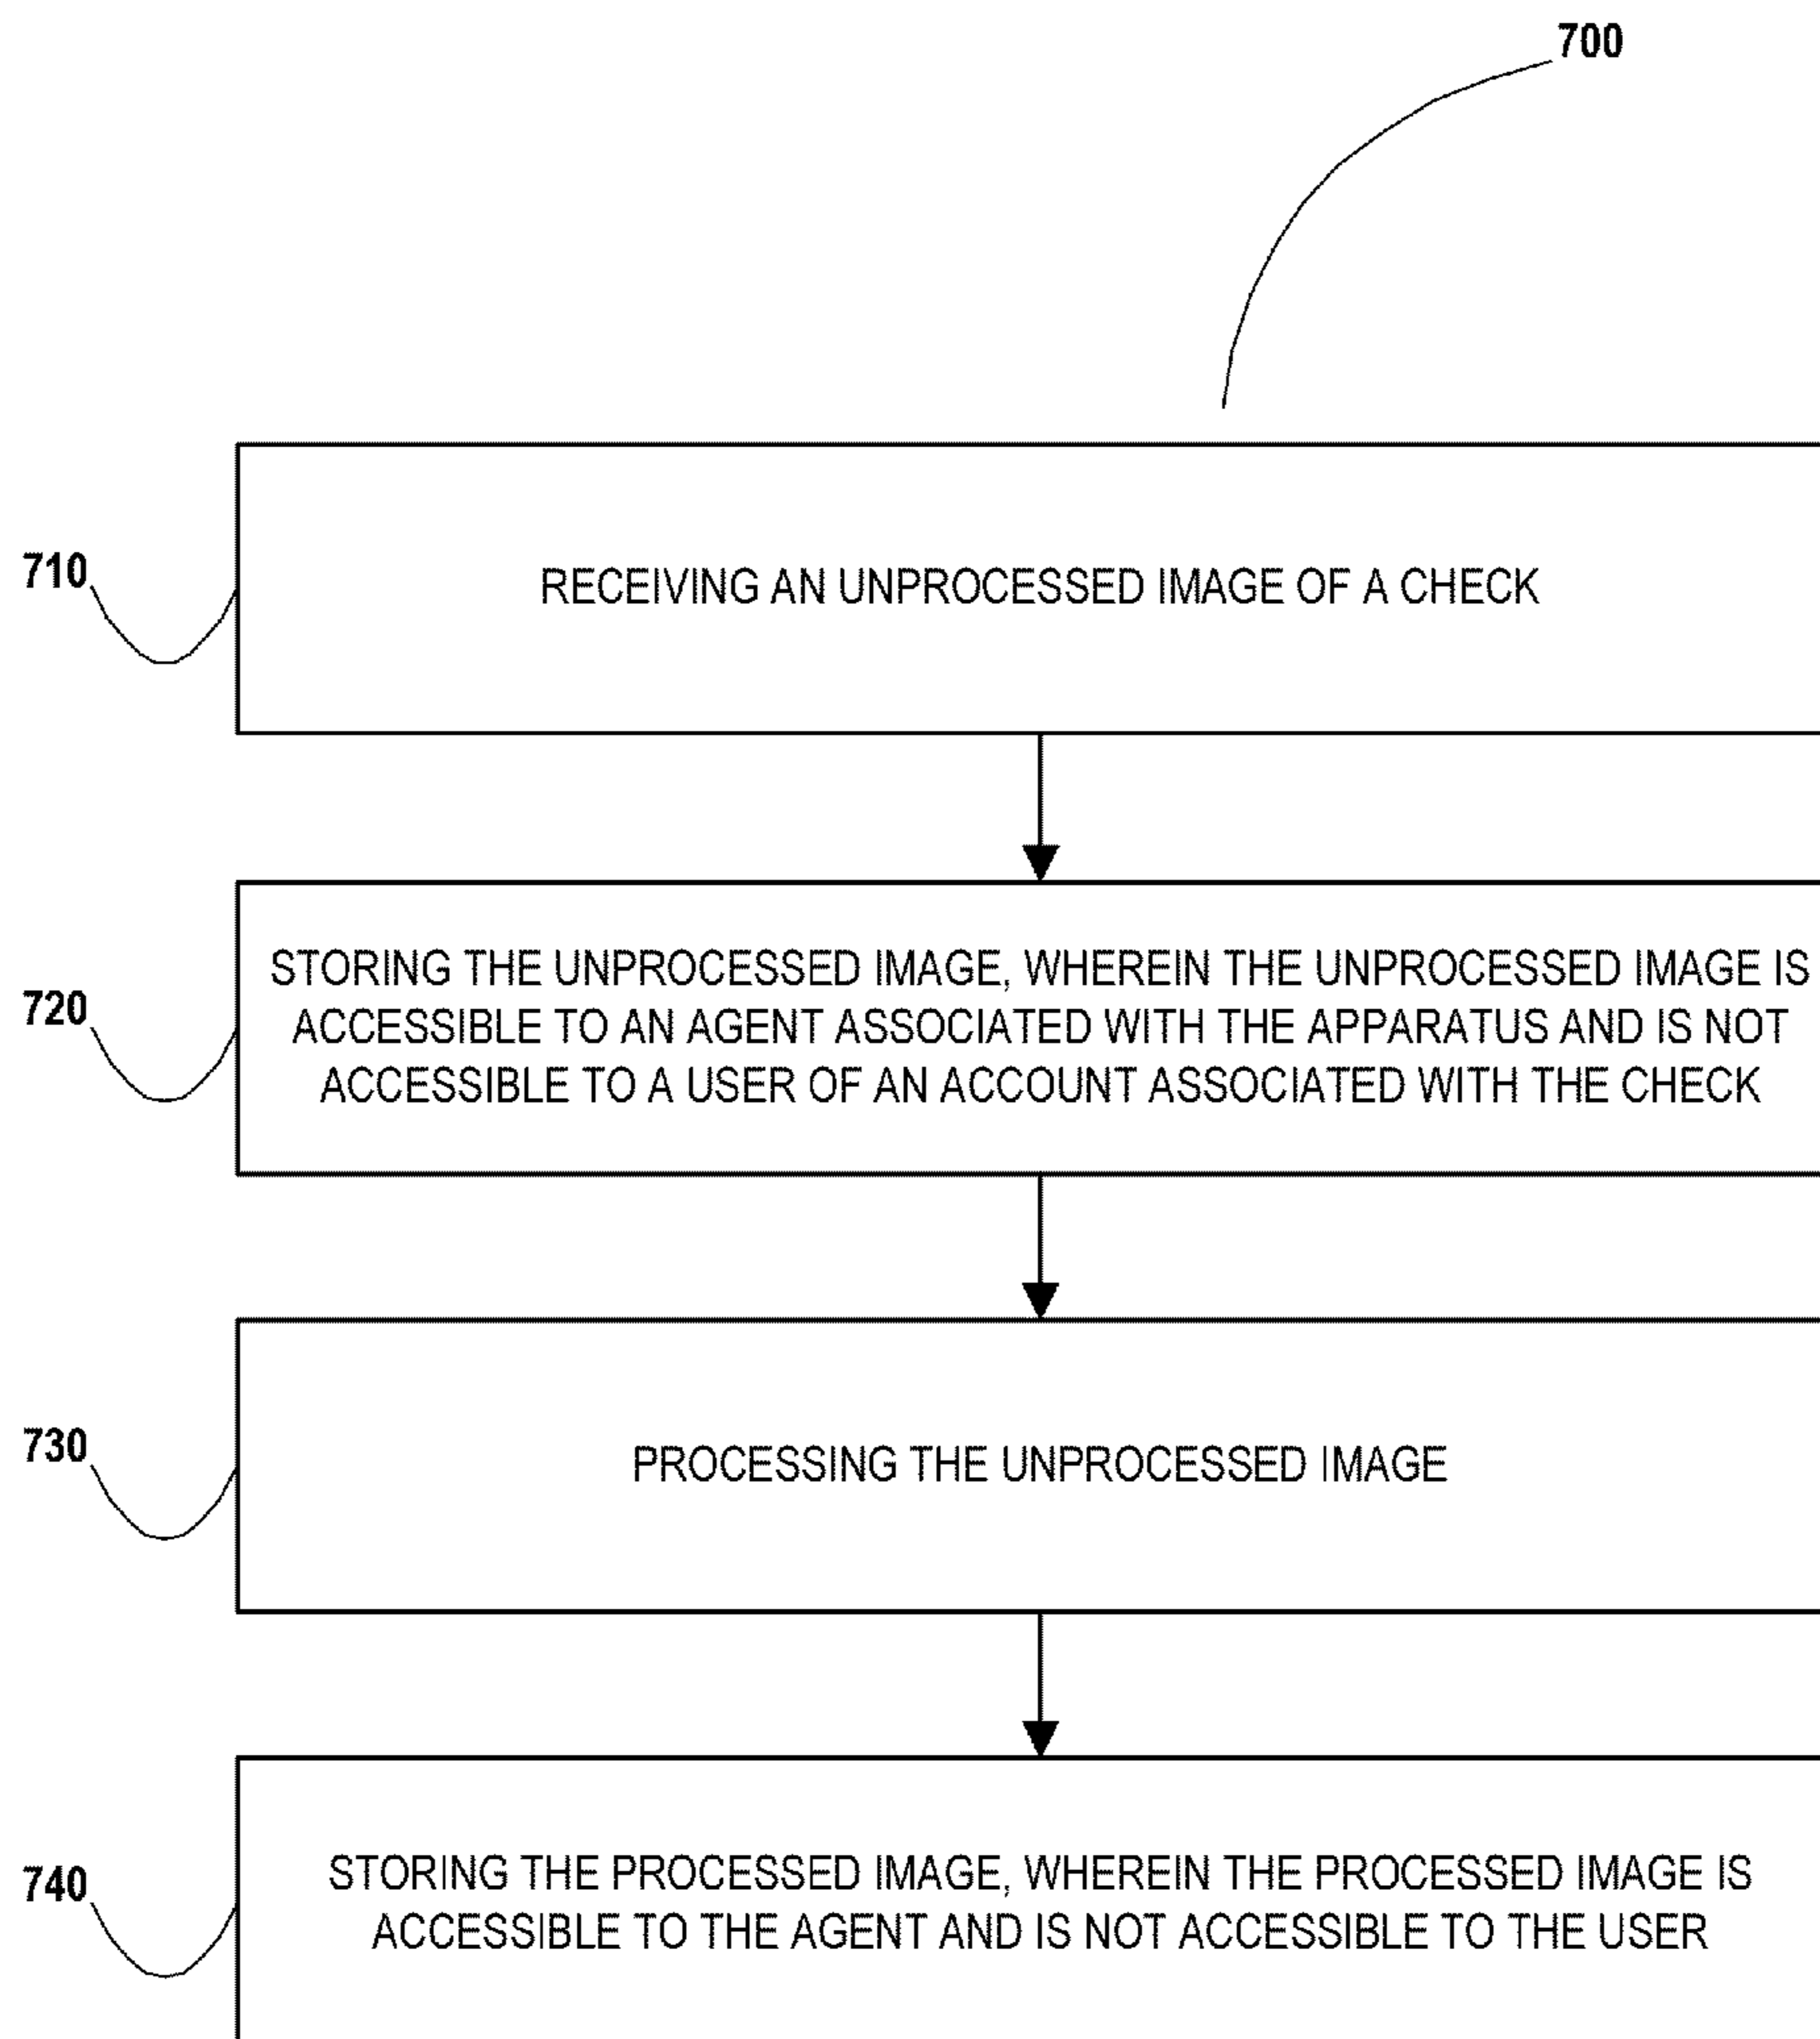 700
710
RECEIVING AN UNPROCESSED IMAGE OF A CHECK
720
STORING THE UNPROCESSED IMAGE, WHEREIN THE UNPROCESSED IMAGE IS
ACCESSIBLE TO AN AGENT ASSOCIATED WITH THE APPARATUS AND IS NOT
ACCESSIBLE TO A USER OF AN ACCOUNT ASSOCIATED WITH THE CHECK
730
PROCESSING THE UNPROCESSED IMAGE
740
STORING THE PROCESSED IMAGE, WHEREIN THE PROCESSED IMAGE IS
ACCESSIBLE TO THE AGENT AND IS NOT ACCESSIBLE TO THE USER